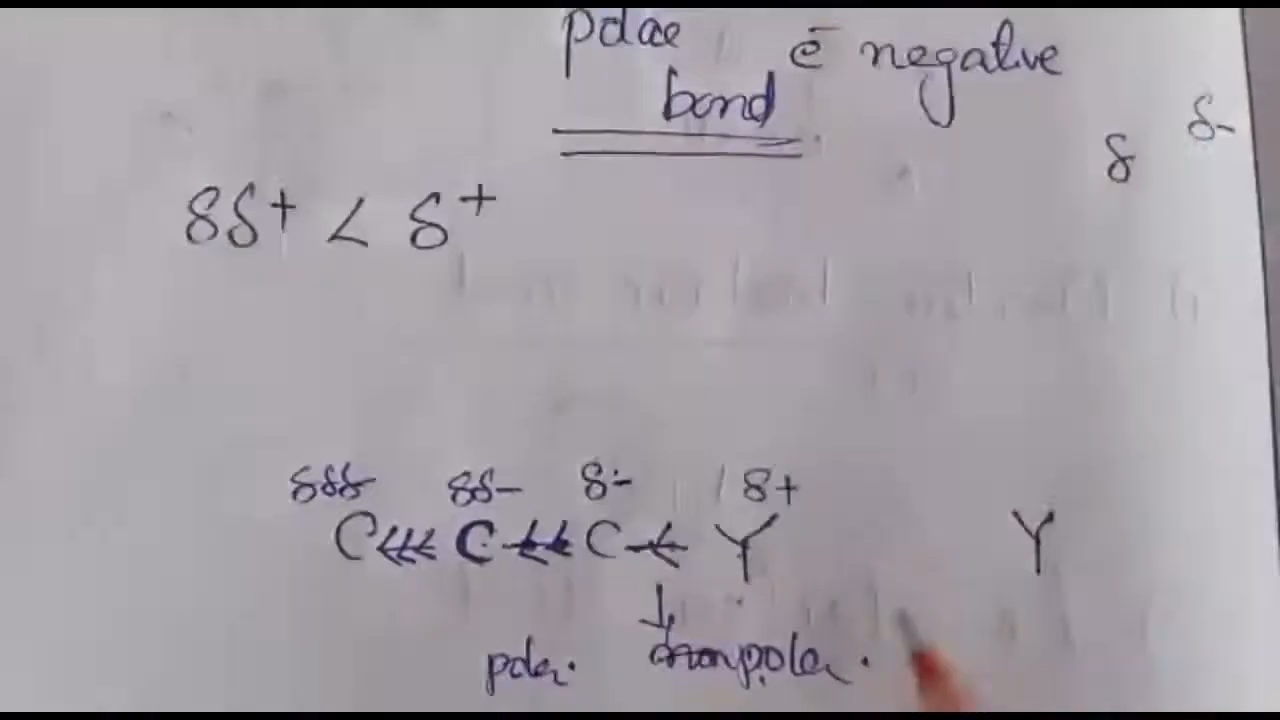 polar ē negative
bond
δ δ-
δδ+ < δ+
δδδ δδ- δ- δ+
C C C Y Y
polar. nonpolar.